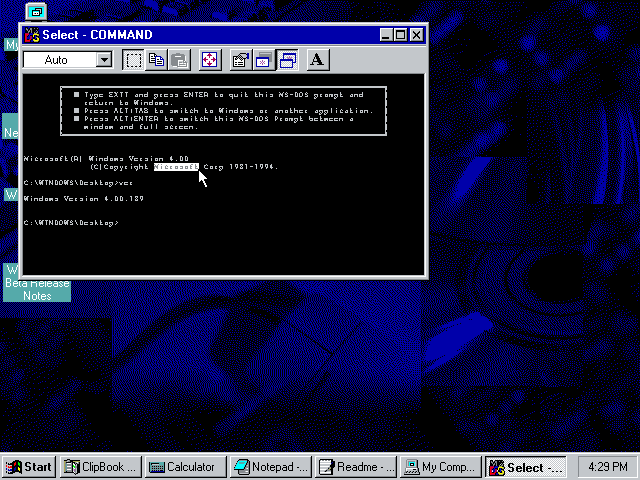 Select - COMMAND
Auto
A
Type EXIT and press ENTER to quit this MS-DOS prompt and
return to Windows.
Press ALT+TAB to switch to Windows or another application.
Press ALT+ENTER to switch this MS-DOS Prompt between a
window and full screen.
Microsoft(R) Windows Version 4.00
(C)Copyright Microsoft Corp 1981-1994.
C:\WINDOWS\Desktop>ver
Windows Version 4.00.189
C:\WINDOWS\Desktop>
Beta Release
Notes
Start
ClipBook ...
Calculator
Notepad -...
Readme - ...
My Comp...
Select -...
4:29 PM